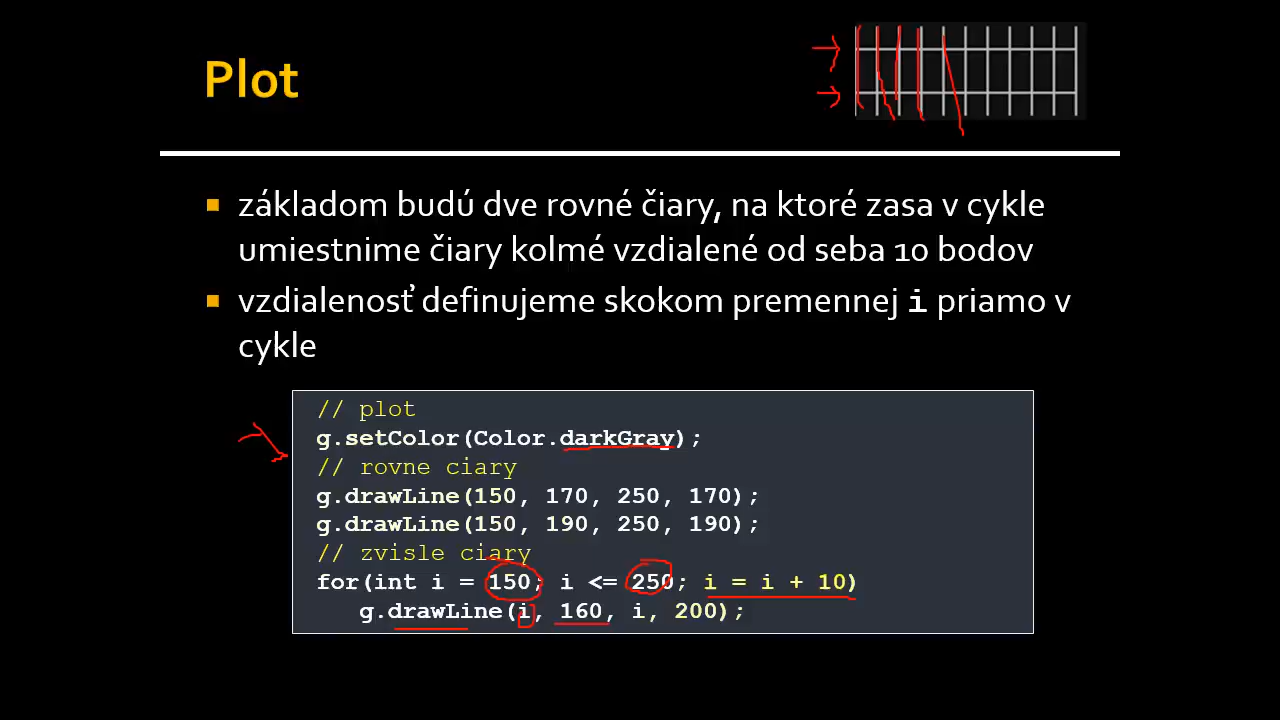 Plot
základom budú dve rovné čiary, na ktoré zasa v cykle
umiestnime čiary kolmé vzdialené od seba 10 bodov
vzdialenosť definujeme skokom premennej i priamo v
cykle
// plot
g.setColor(Color.darkGray);
// rovne ciary
g.drawLine(150, 170, 250, 170);
g.drawLine(150, 190, 250, 190);
// zvisle ciary
for(int i = 150; i <= 250; i = i + 10)
g.drawLine(i, 160, i, 200);